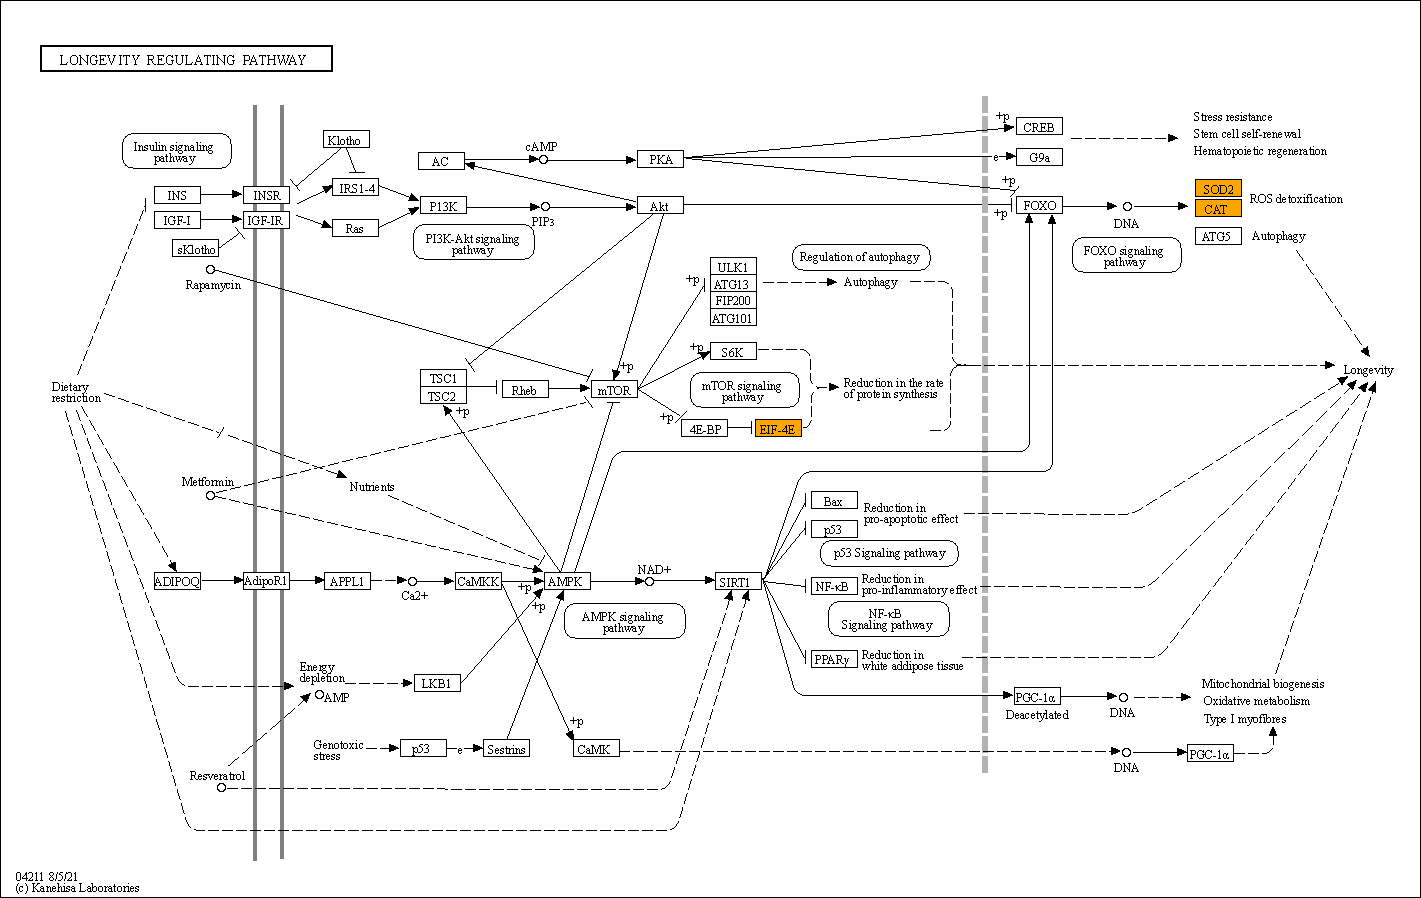 LONGEVITY REGULATING PATHWAY
Insulin signaling
pathway
Klotho
INS
INSR
IRS1-4
IGF-I
IGF-IR
Ras
sKlotho
Rapamycin
AC
cAMP
PKA
P13K
PIP3
Akt
PI3K-Akt signaling
pathway
+p
CREB
e
G9a
+p
+p
FOXO
DNA
FOXO signaling
pathway
Stress resistance
Stem cell self-renewal
Hematopoietic regeneration
SOD2
CAT
ROS detoxification
ATG5
Autophagy
ULK1
ATG13
FIP200
ATG101
+p
Regulation of autophagy
Autophagy
+p
+p
S6K
TSC1
TSC2
+p
Rheb
mTOR
mTOR signaling
pathway
Reduction in the rate
of protein synthesis
+p
4E-BP
EIF-4E
Longevity
Dietary
restriction
Metformin
Nutrients
ADIPOQ
AdipoR1
APPL1
Ca2+
CaMKK
+p
+p
AMPK
NAD+
SIRT1
AMPK signaling
pathway
Bax
p53
Reduction in
pro-apoptotic effect
p53 Signaling pathway
NF-κB
Reduction in
pro-inflammatory effect
NF-κB
Signaling pathway
PPARγ
Reduction in
white addipose tissue
Energy
depletion
AMP
LKB1
Genotoxic
stress
p53
e
Sestrins
+p
CaMK
Resveratrol
PGC-1α
Deacetylated
DNA
Mitochondrial biogenesis
Oxidative metabolism
Type I myofibres
DNA
PGC-1α
04211 8/5/21
(c) Kanehisa Laboratories